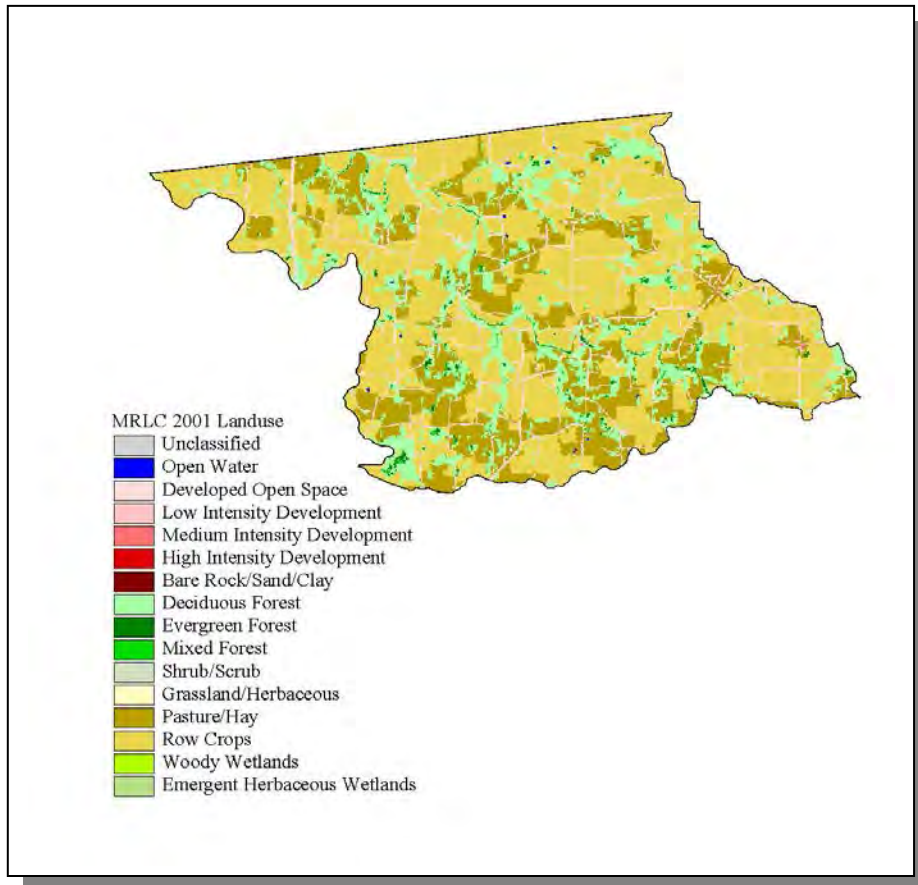 MRLC 2001 Landuse
Unclassified
Open Water
Developed Open Space
Low Intensity Development
Medium Intensity Development
High Intensity Development
Bare Rock/Sand/Clay
Deciduous Forest
Evergreen Forest
Mixed Forest
Shrub/Scrub
Grassland/Herbaceous
Pasture/Hay
Row Crops
Woody Wetlands
Emergent Herbaceous Wetlands